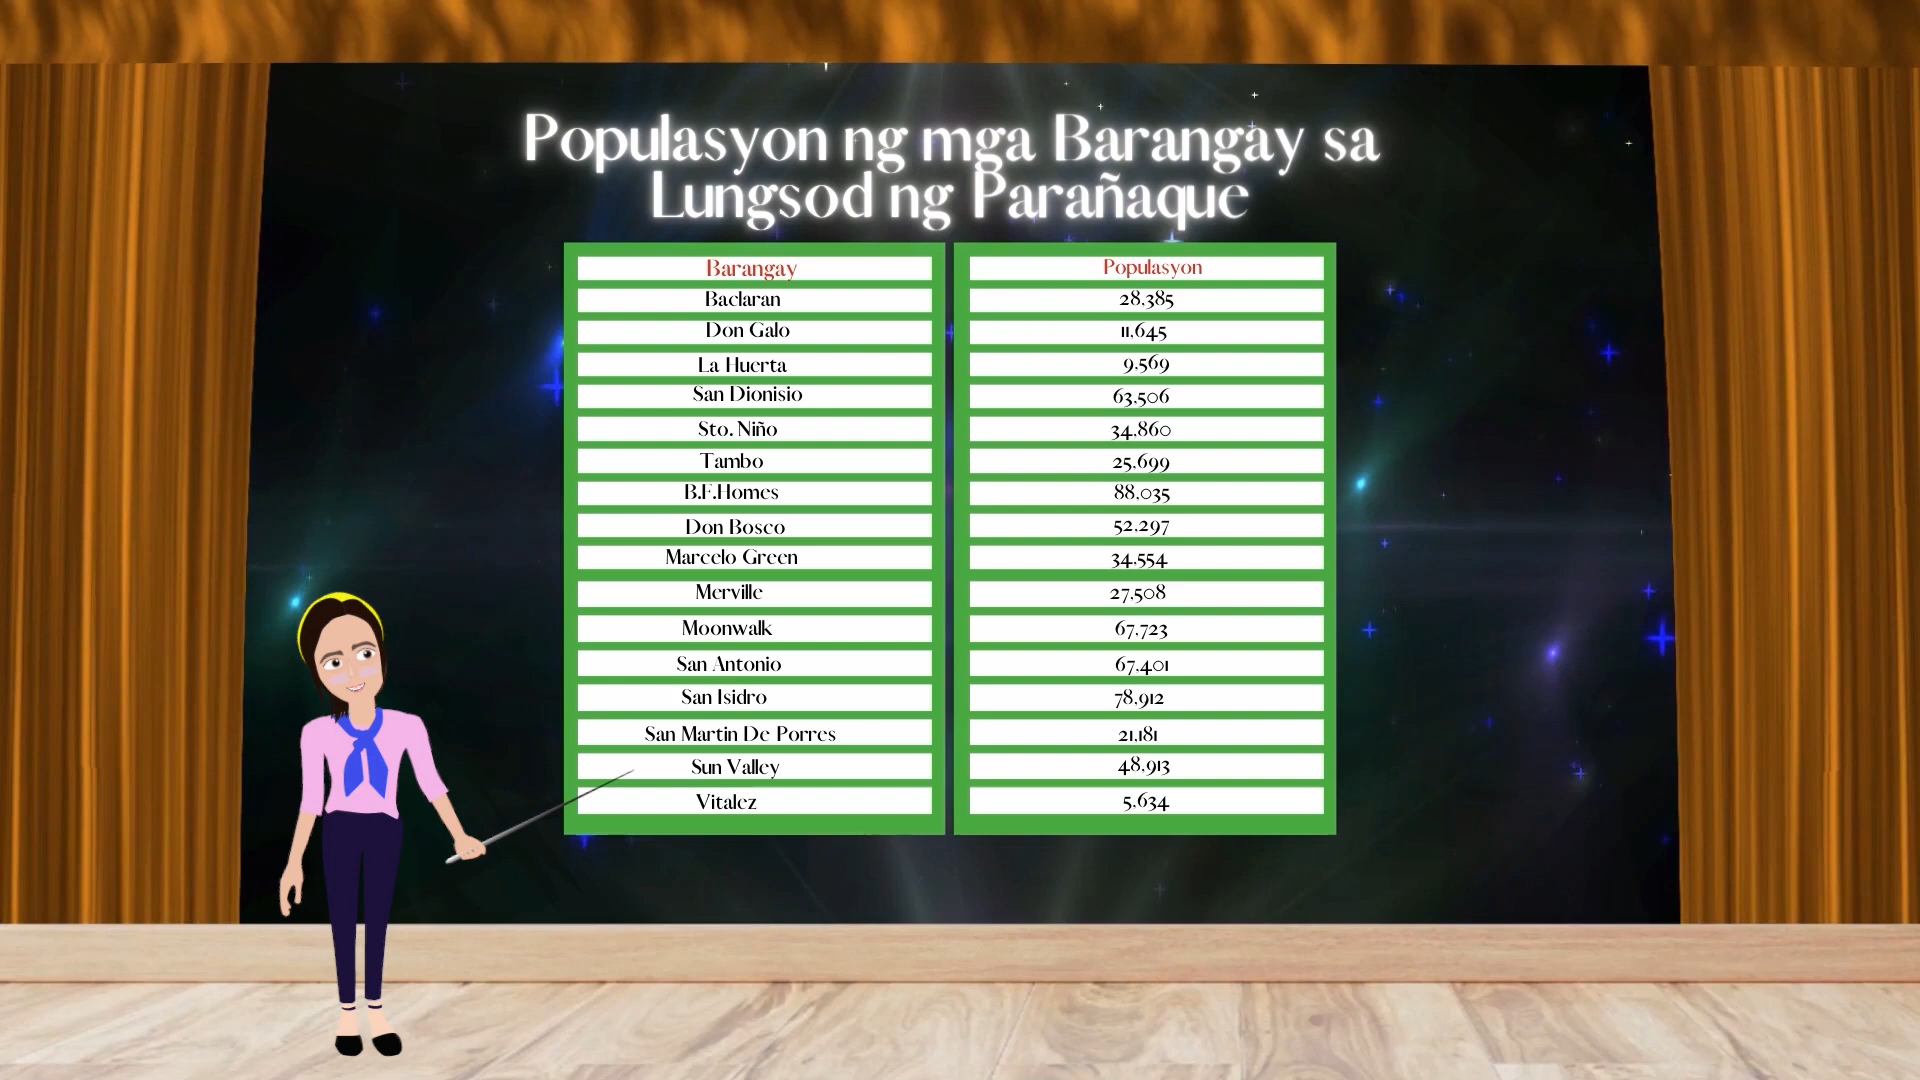 Populasyon ng mga Barangay sa
Lungsod ng Parañaque
Barangay Populasyon
Baclaran 28,385
Don Galo 11,645
La Huerta 9,569
San Dionisio 63,506
Sto. Niño 34,860
Tambo 25,699
B.F.Homes 88,035
Don Bosco 52,297
Marcelo Green 34,554
Merville 27,508
Moonwalk 67,723
San Antonio 67,401
San Isidro 78,912
San Martin De Porres 21,181
Sun Valley 48,913
Vitalez 5,634